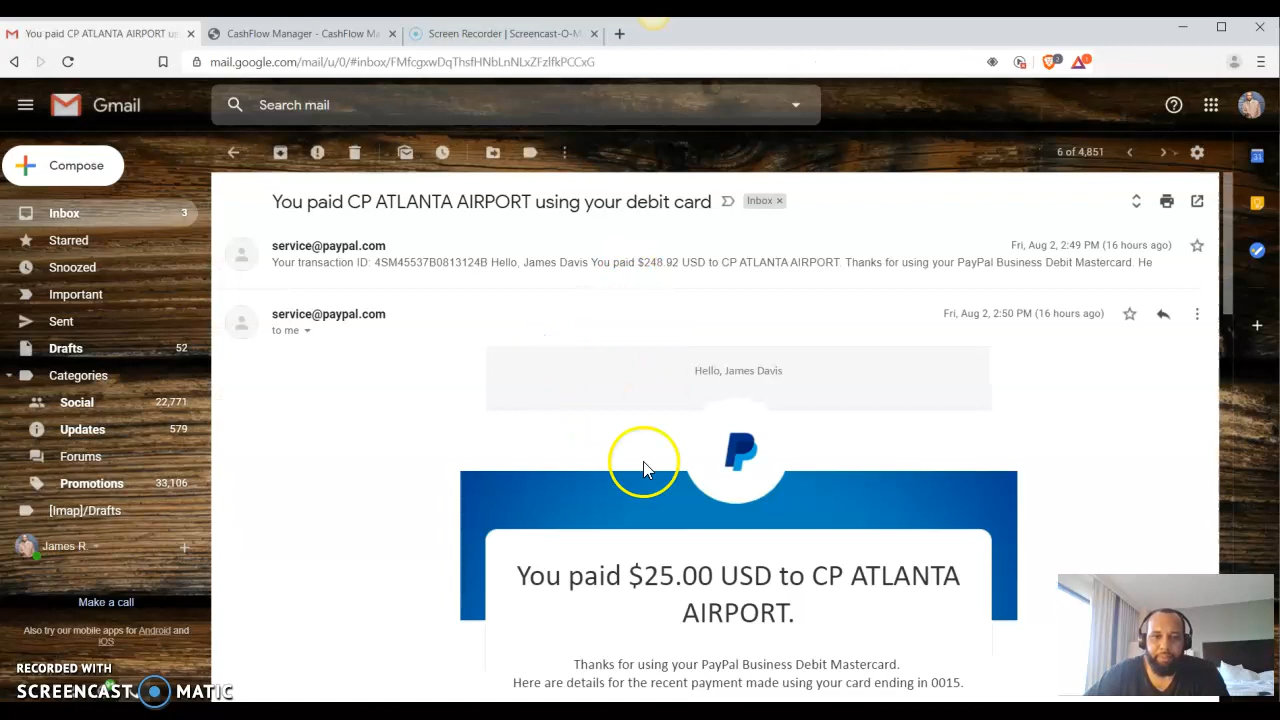 You paid CP ATLANTA AIRPORT u
CashFlow Manager - CashFlow Ma
Screen Recorder | Screencast-O-M
mail.google.com/mail/u/0/#inbox/FMfcgxwDqThsfHNbLnNLxZFzlfkPCCxG
Gmail
Search mail
Compose
6 of 4,851
You paid CP ATLANTA AIRPORT using your debit card
Inbox ×
Inbox 3
Starred
Snoozed
Important
Sent
Drafts 52
Categories
Social 22,771
Updates 579
Forums
Promotions 33,106
[Imap]/Drafts
James R.
Make a call
Also try our mobile apps for Android and
iOS
service@paypal.com
Fri, Aug 2, 2:49 PM (16 hours ago)
Your transaction ID: 4SM45537B0813124B Hello, James Davis You paid $248.92 USD to CP ATLANTA AIRPORT. Thanks for using your PayPal Business Debit Mastercard. He
service@paypal.com
Fri, Aug 2, 2:50 PM (16 hours ago)
to me
Hello, James Davis
You paid $25.00 USD to CP ATLANTA
AIRPORT.
Thanks for using your PayPal Business Debit Mastercard.
Here are details for the recent payment made using your card ending in 0015.
RECORDED WITH
SCREENCAST MATIC